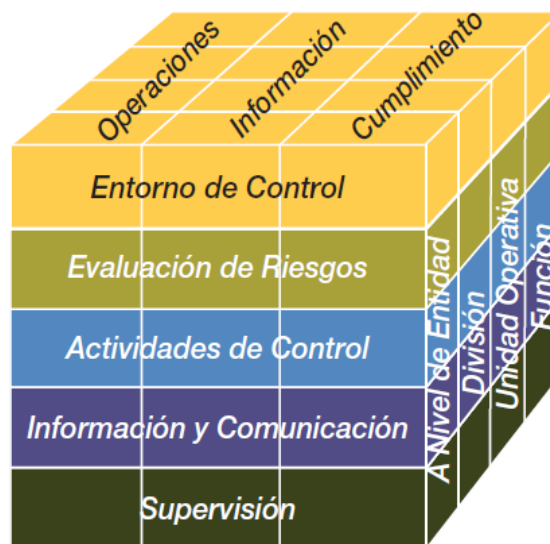 Operaciones
Información
Cumplimiento
Entorno de Control
Evaluación de Riesgos
Actividades de Control
Información y Comunicación
Supervisión
A Nivel de Entidad
División
Unidad Operativa
Función